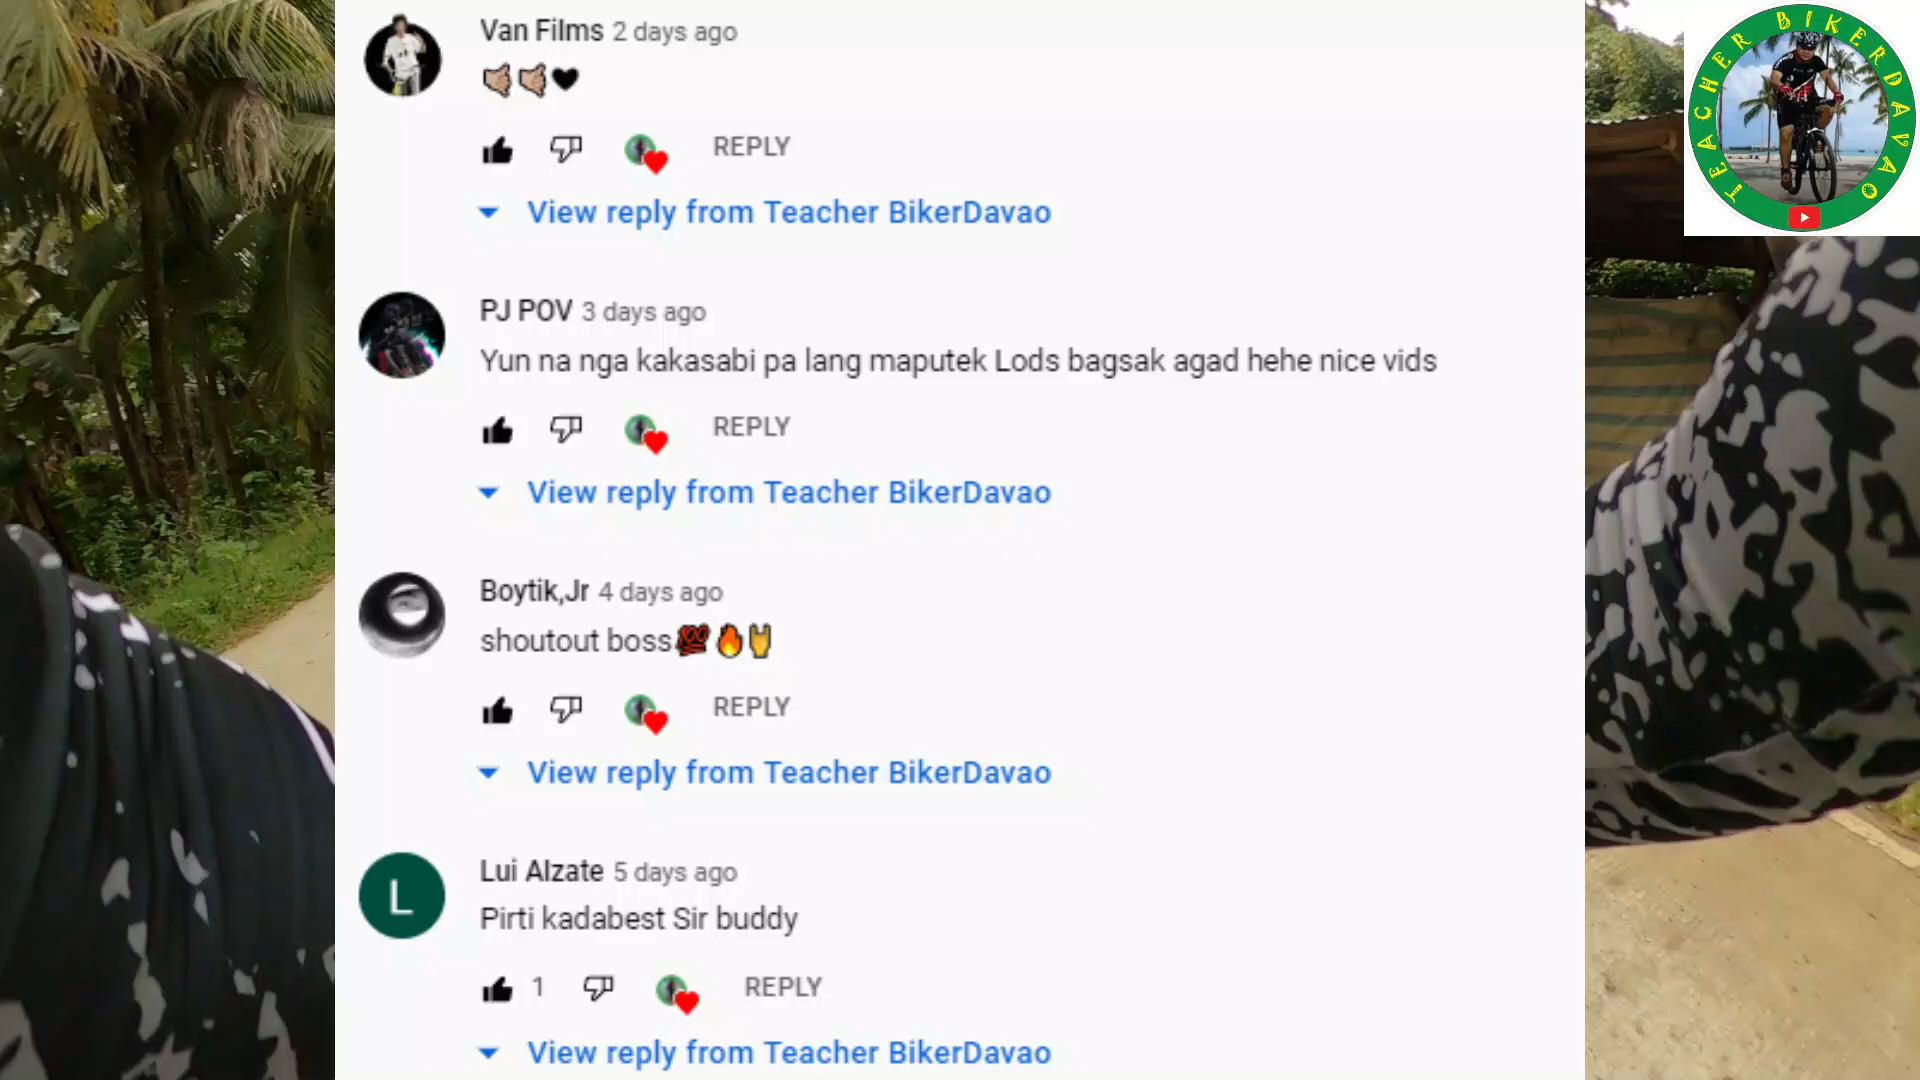 Van Films 2 days ago
🤙🏼🤙🏼🖤
REPLY
View reply from Teacher BikerDavao
PJ POV 3 days ago
Yun na nga kakasabi pa lang maputek Lods bagsak agad hehe nice vids
REPLY
View reply from Teacher BikerDavao
Boytik,Jr 4 days ago
shoutout boss💯🔥🤘
REPLY
View reply from Teacher BikerDavao
L
Lui Alzate 5 days ago
Pirti kadabest Sir buddy
1
REPLY
View reply from Teacher BikerDavao
TEACHER BIKERDAVAO